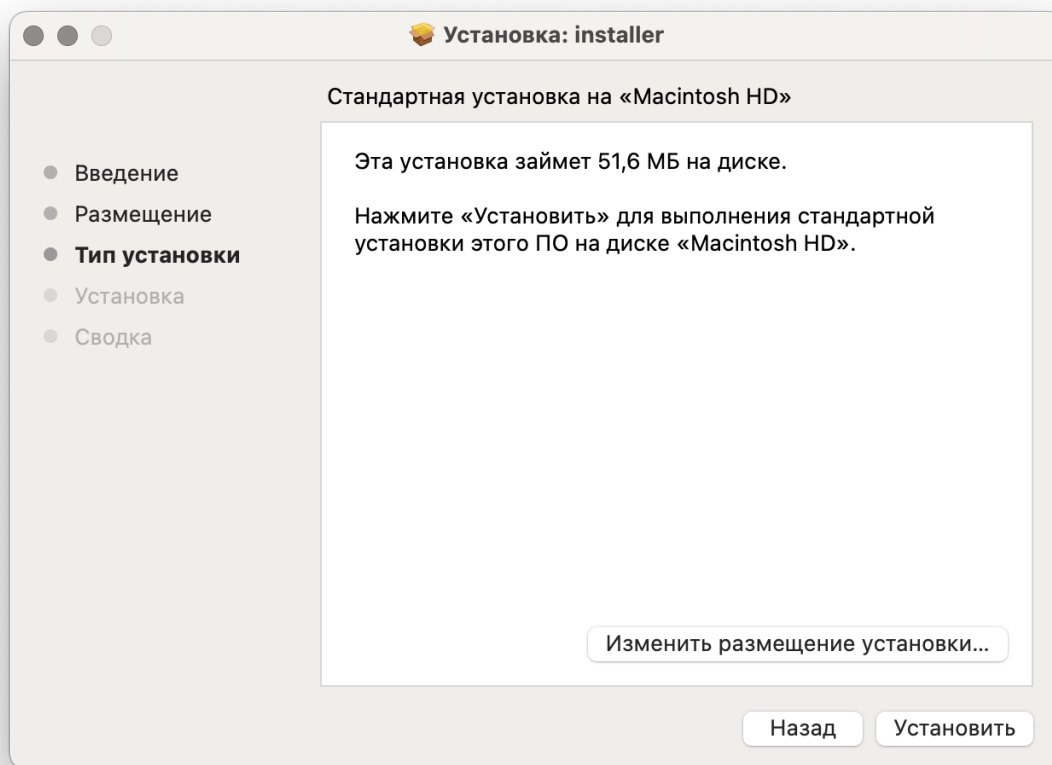 Установка: installer
Стандартная установка на «Macintosh HD»
Введение
Размещение
Тип установки
Установка
Сводка
Эта установка займет 51,6 МБ на диске.
Нажмите «Установить» для выполнения стандартной
установки этого ПО на диске «Macintosh HD».
Изменить размещение установки...
Назад
Установить